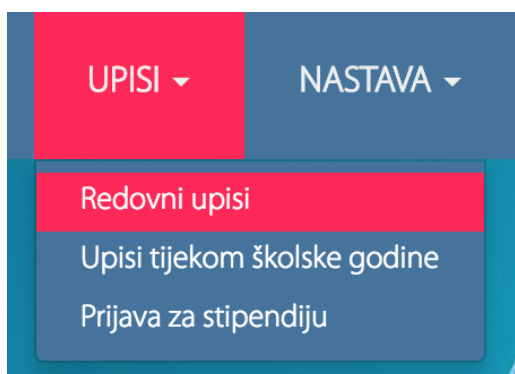 UPISI
NASTAVA
Redovni upisi
Upisi tijekom školske godine
Prijava za stipendiju